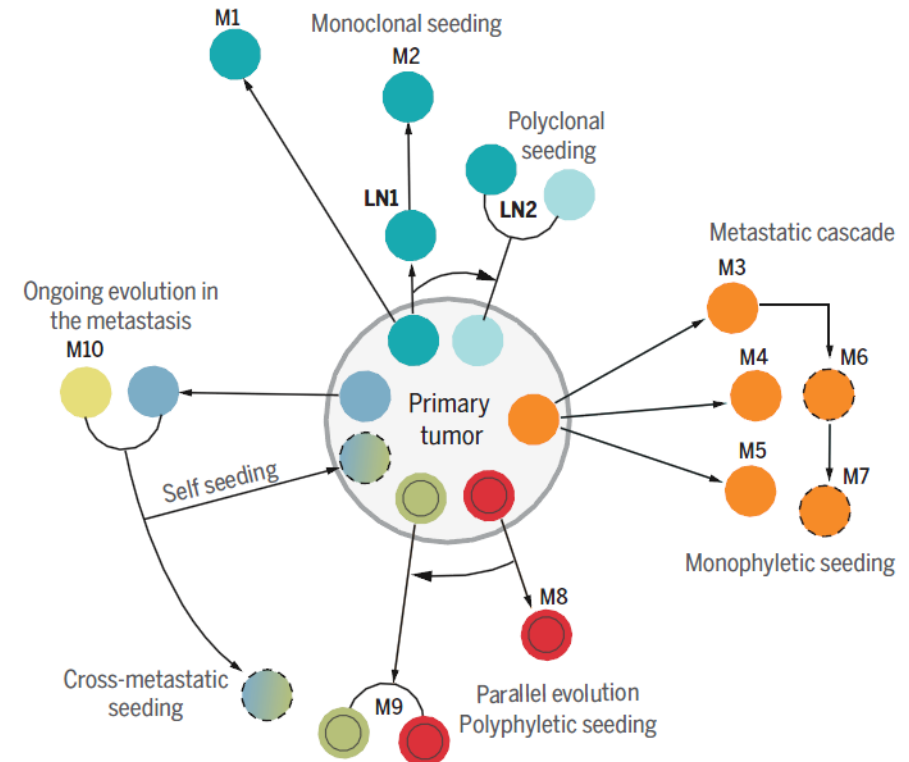 M1
Monoclonal seeding
M2
Polyclonal
seeding
LN1
LN2
Metastatic cascade
M3
Ongoing evolution in
the metastasis
M10
M4
M6
Primary
tumor
M5
M7
Self seeding
Monophyletic seeding
M8
Cross-metastatic
seeding
M9
Parallel evolution
Polyphyletic seeding